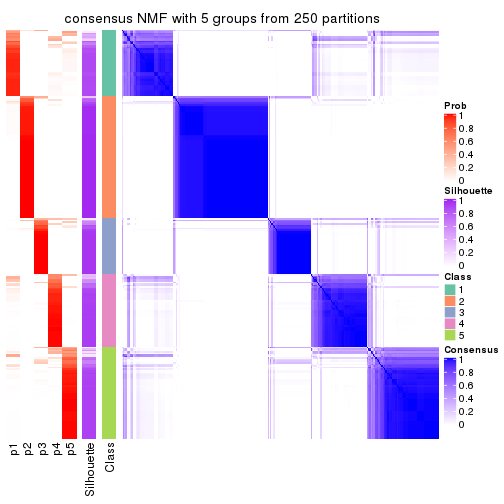 consensus NMF with 5 groups from 250 partitions
Prob
1
0.8
0.6
0.4
0.2
0
Silhouette
1
0.8
0.6
0.4
0.2
0
Class
1
2
3
4
5
Consensus
1
0.8
0.6
0.4
0.2
0
p1
p2
p3
p4
p5
Silhouette
Class